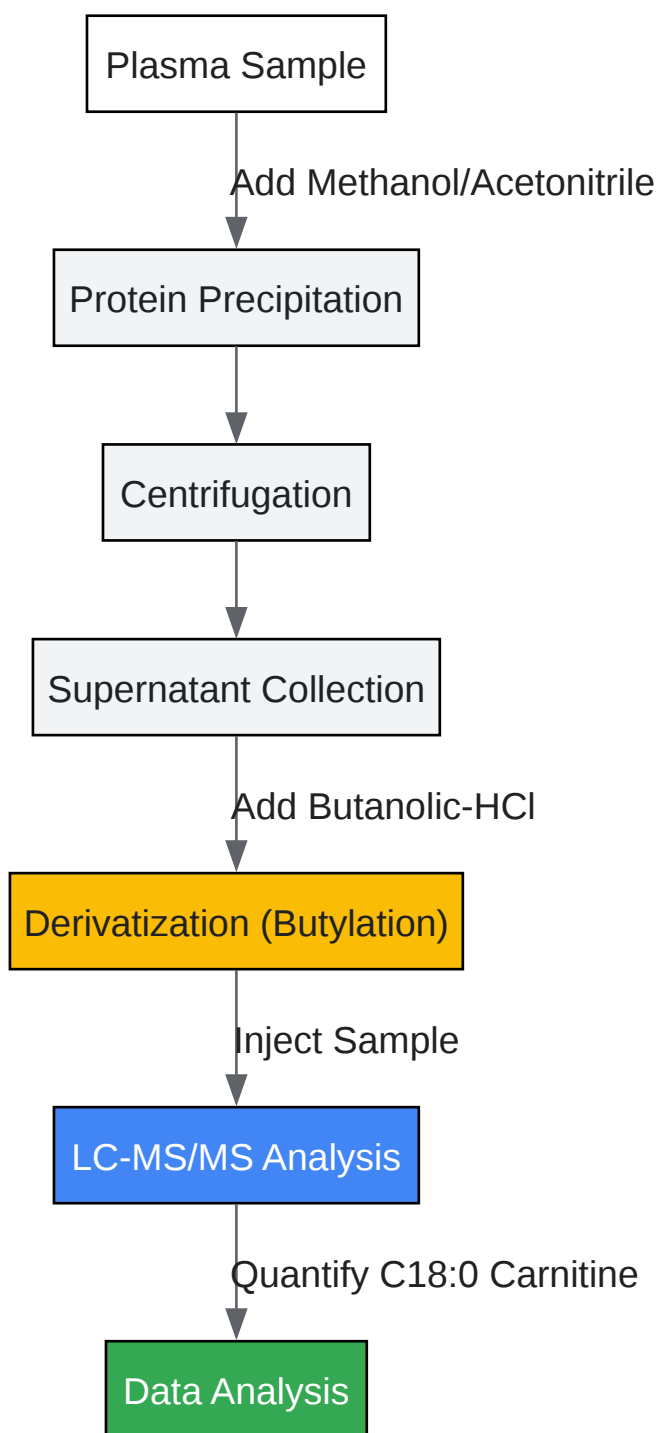 Plasma Sample
Add Methanol/Acetonitrile
Protein Precipitation
Centrifugation
Supernatant Collection
Add Butanolic-HCl
Derivatization (Butylation)
Inject Sample
LC-MS/MS Analysis
Quantify C18:0 Carnitine
Data Analysis